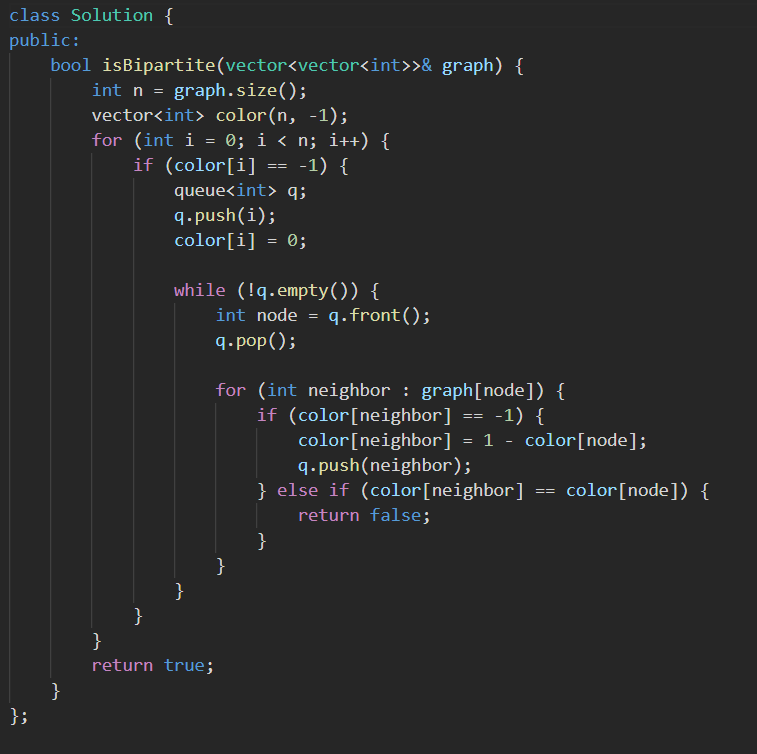 class Solution {
public:
    bool isBipartite(vector<vector<int>>& graph) {
        int n = graph.size();
        vector<int> color(n, -1);
        for (int i = 0; i < n; i++) {
            if (color[i] == -1) {
                queue<int> q;
                q.push(i);
                color[i] = 0;

                while (!q.empty()) {
                    int node = q.front();
                    q.pop();

                    for (int neighbor : graph[node]) {
                        if (color[neighbor] == -1) {
                            color[neighbor] = 1 - color[node];
                            q.push(neighbor);
                        } else if (color[neighbor] == color[node]) {
                            return false;
                        }
                    }
                }
            }
        }
        return true;
    }
};